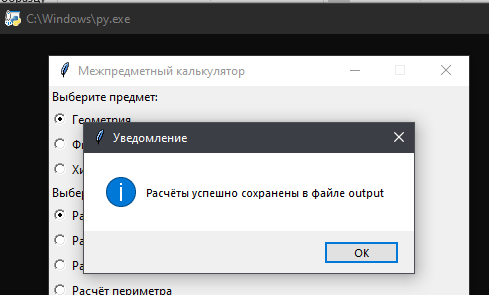 C:\Windows\py.exe
Межпредметный калькулятор
Выберите предмет:
Геометрия
Уведомление
Расчёты успешно сохранены в файле output
OK
Расчёт периметра